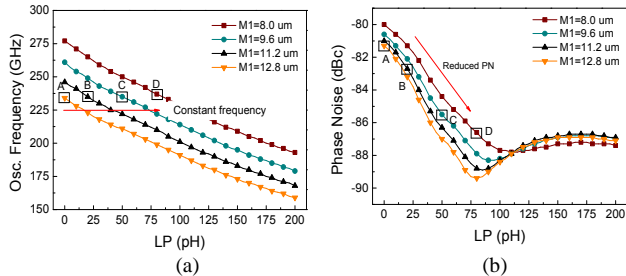 M1=8.0 um
M1=9.6 um
M1=11.2 um
M1=12.8 um
A
B
C
D
Constant frequency
Osc. Frequency (GHz)
300
275
250
225
200
175
150
0 25 50 75 100 125 150 175 200
LP (pH)
(a)
M1=8.0 um
M1=9.6 um
M1=11.2 um
M1=12.8 um
A
B
C
D
Reduced PN
Phase Noise (dBc)
-80
-82
-84
-86
-88
-90
0 25 50 75 100 125 150 175 200
LP (pH)
(b)